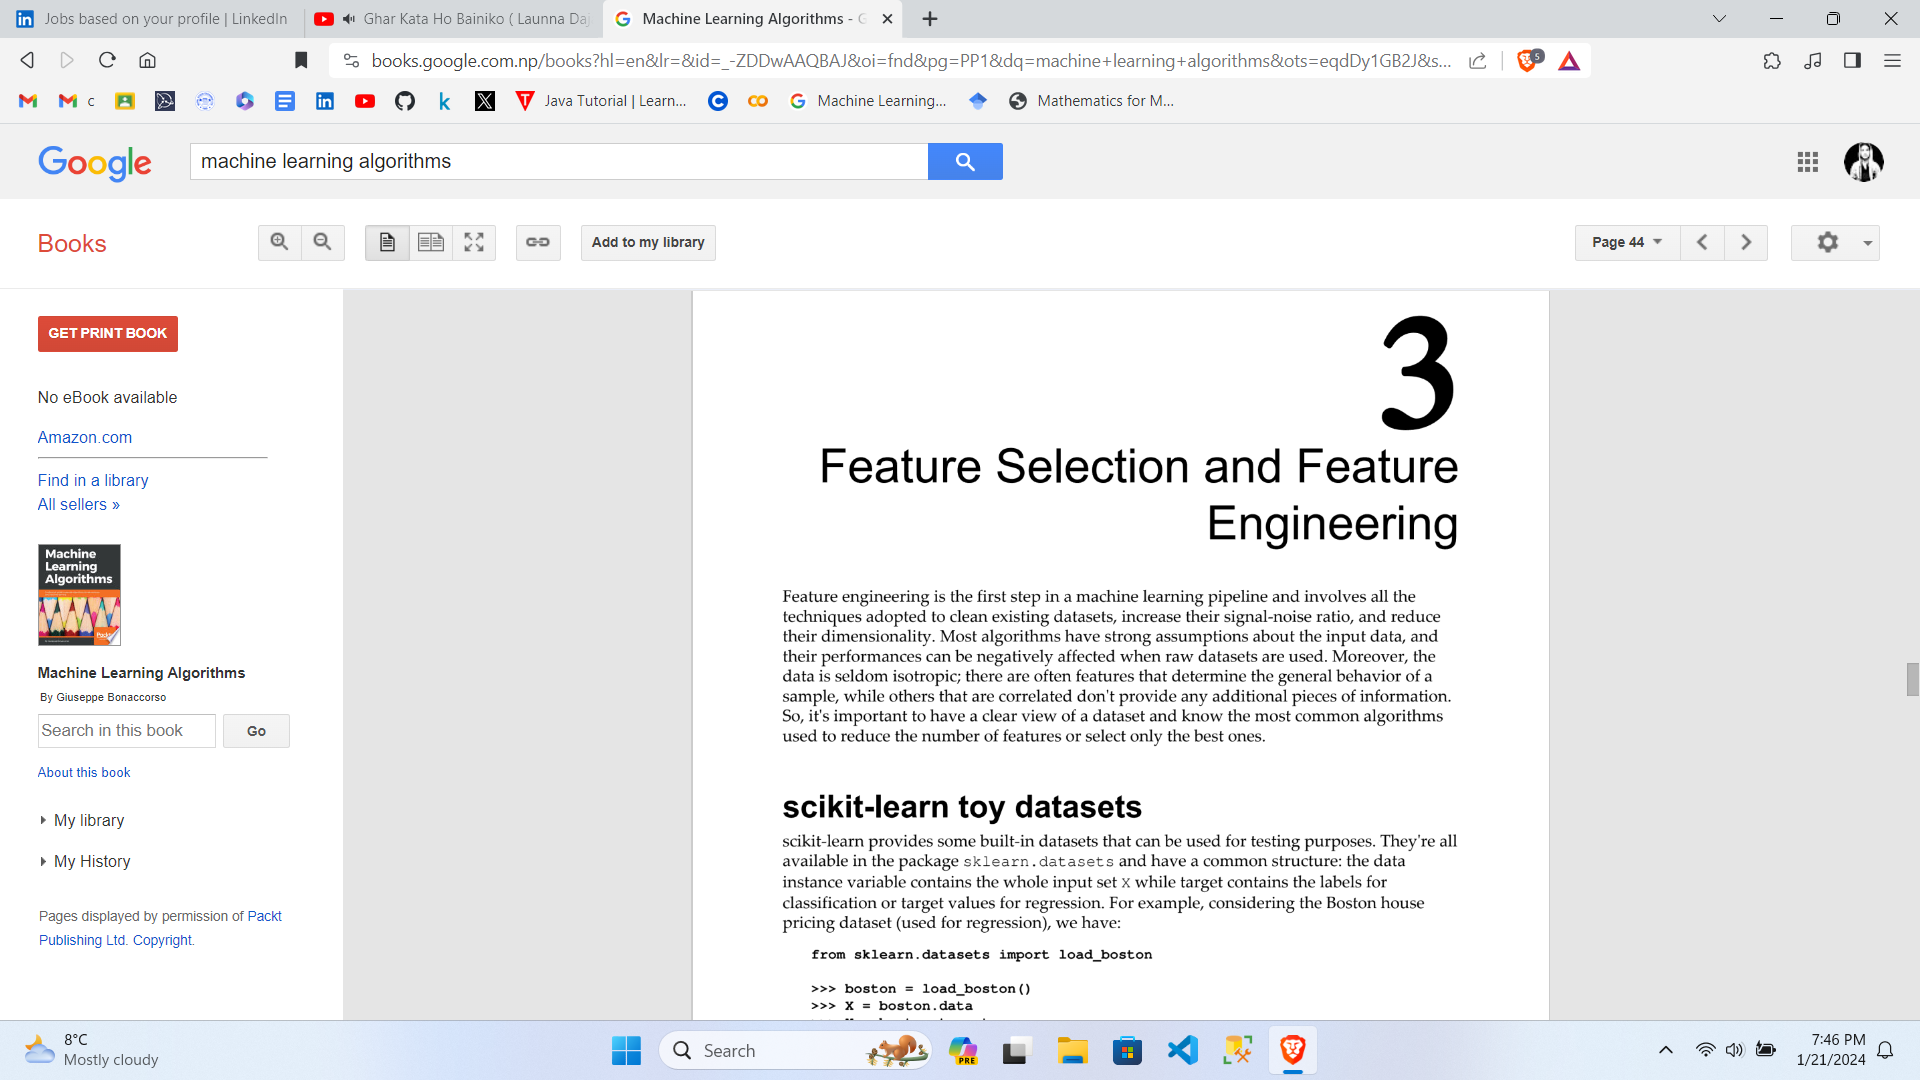 Jobs based on your profile | LinkedIn
Ghar Kata Ho Bainiko ( Launna Daj
Machine Learning Algorithms - G
books.google.com.np/books?hl=en&lr=&id=_-ZDDwAAQBAJ&oi=fnd&pg=PP1&dq=machine+learning+algorithms&ots=eqdDy1GB2J&s...
5
c
Java Tutorial | Learn...
Machine Learning...
Mathematics for M...
Google
machine learning algorithms
Books
Add to my library
Page 44
GET PRINT BOOK
No eBook available
Amazon.com
Find in a library
All sellers »
Machine
Learning
Algorithms
Packt
Machine Learning Algorithms
By Giuseppe Bonaccorso
Search in this book
Go
About this book
My library
My History
Pages displayed by permission of Packt
Publishing Ltd. Copyright.
3
Feature Selection and Feature
Engineering
Feature engineering is the first step in a machine learning pipeline and involves all the
techniques adopted to clean existing datasets, increase their signal-noise ratio, and reduce
their dimensionality. Most algorithms have strong assumptions about the input data, and
their performances can be negatively affected when raw datasets are used. Moreover, the
data is seldom isotropic; there are often features that determine the general behavior of a
sample, while others that are correlated don't provide any additional pieces of information.
So, it's important to have a clear view of a dataset and know the most common algorithms
used to reduce the number of features or select only the best ones.
scikit-learn toy datasets
scikit-learn provides some built-in datasets that can be used for testing purposes. They're all
available in the package sklearn.datasets and have a common structure: the data
instance variable contains the whole input set X while target contains the labels for
classification or target values for regression. For example, considering the Boston house
pricing dataset (used for regression), we have:
from sklearn.datasets import load_boston
>>> boston = load_boston()
>>> X = boston.data
8°C
Mostly cloudy
Search
PRE
7:46 PM
1/21/2024